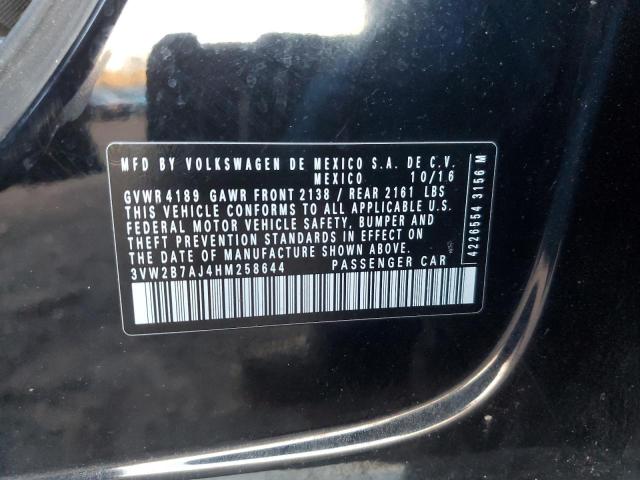 MFD BY VOLKSWAGEN DE MEXICO S.A. DE C.V.
MEXICO 10/16
GVWR 4189 GAWR FRONT 2138 / REAR 2161 LBS
THIS VEHICLE CONFORMS TO ALL APPLICABLE U.S.
FEDERAL MOTOR VEHICLE SAFETY, BUMPER AND
THEFT PREVENTION STANDARDS IN EFFECT ON
THE DATE OF MANUFACTURE SHOWN ABOVE.
3VW2B7AJ4HM258644 PASSENGER CAR
4226554 3156 M